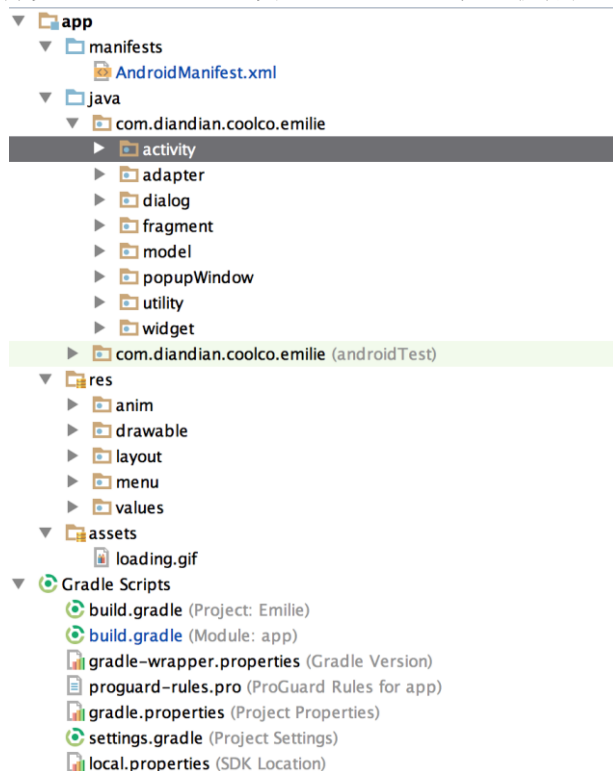 app
manifests
AndroidManifest.xml
java
com.diandian.coolco.emilie
activity
adapter
dialog
fragment
model
popupWindow
utility
widget
com.diandian.coolco.emilie (androidTest)
res
anim
drawable
layout
menu
values
assets
loading.gif
Gradle Scripts
build.gradle (Project: Emilie)
build.gradle (Module: app)
gradle-wrapper.properties (Gradle Version)
proguard-rules.pro (ProGuard Rules for app)
gradle.properties (Project Properties)
settings.gradle (Project Settings)
local.properties (SDK Location)